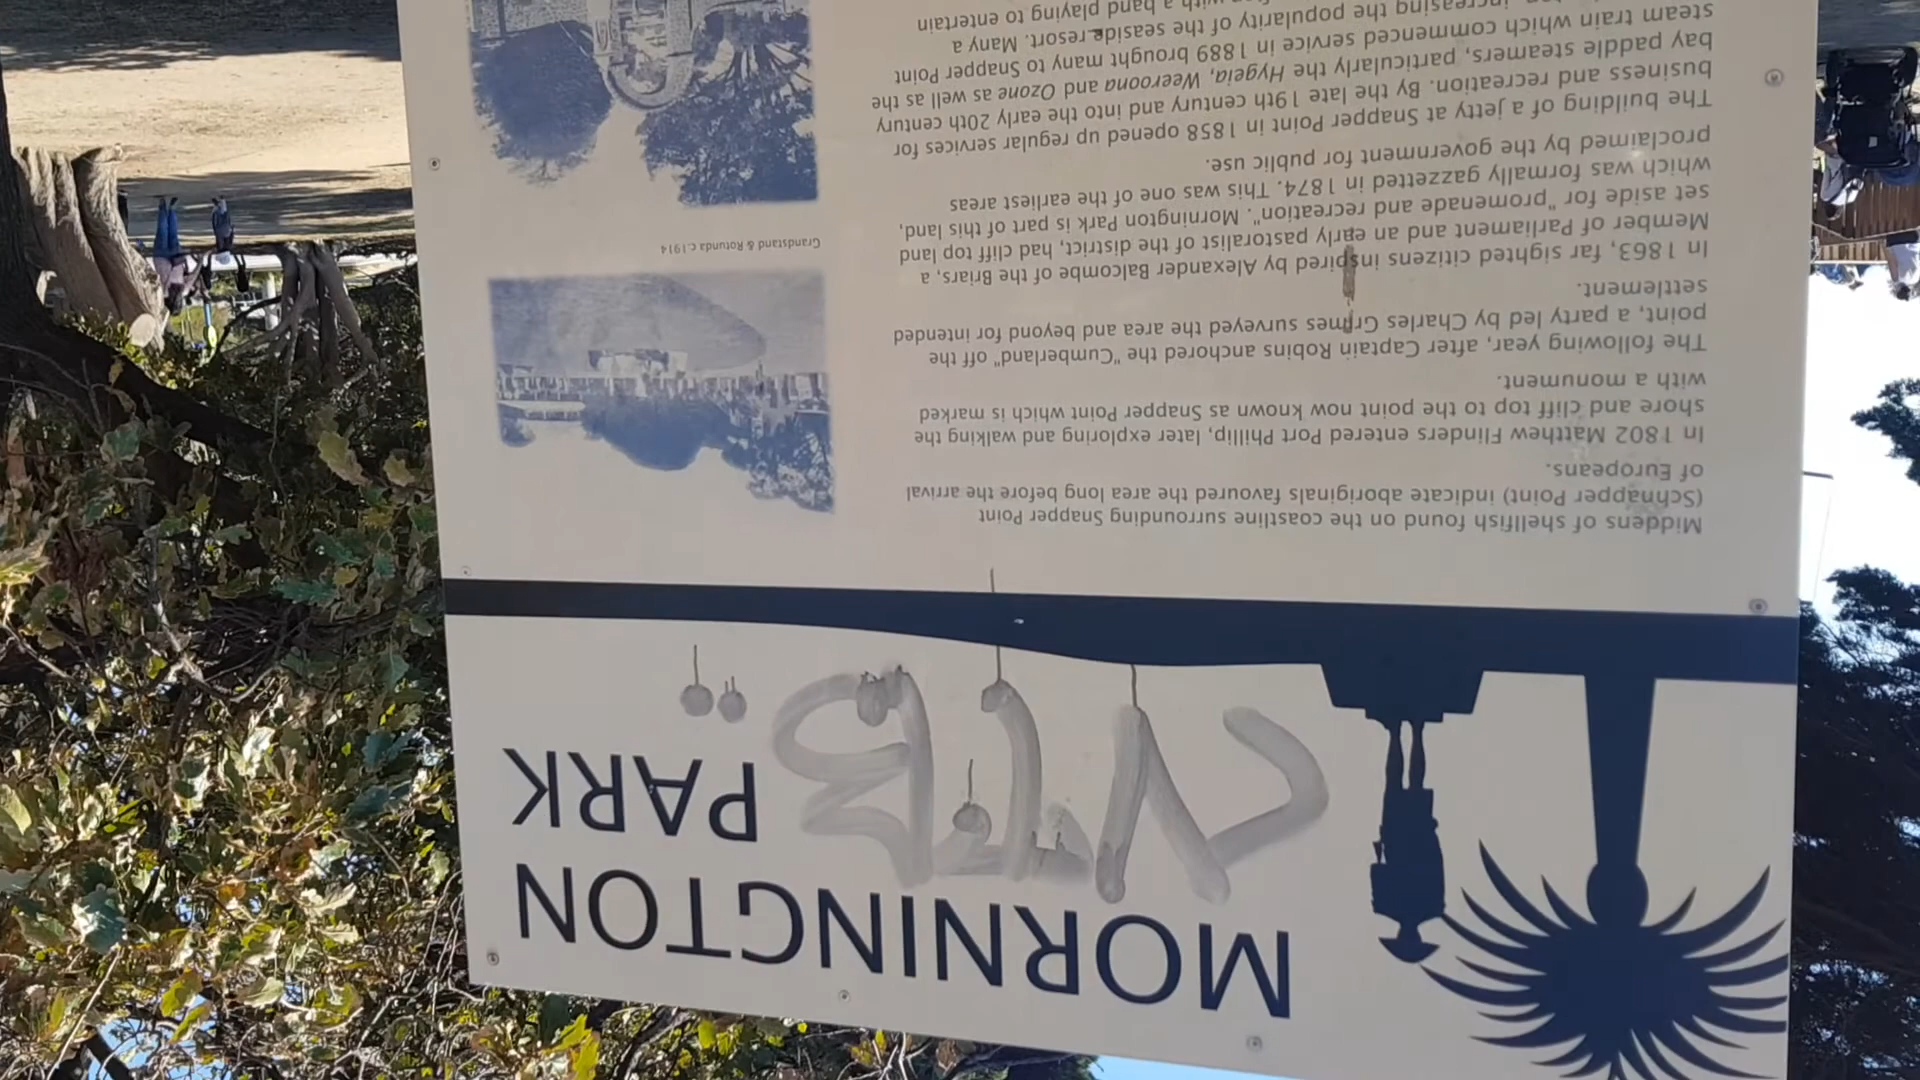 MORNINGTON
PARK
Middens of shellfish found on the coastline surrounding Snapper Point
(Schnapper Point) indicate aboriginals favoured the area long before the arrival
of Europeans.
In 1802 Matthew Flinders entered Port Phillip, later exploring and walking the
shore and cliff top to the point now known as Snapper Point which is marked
with a monument.
The following year, after Captain Robins anchored the "Cumberland" off the
point, a party led by Charles Grimes surveyed the area and beyond for intended
settlement.
In 1863, far sighted citizens inspired by Alexander Balcombe of the Briars, a
Member of Parliament and an early pastoralist of the district, had cliff top land
set aside for "promenade and recreation". Mornington Park is part of this land,
which was formally gazzetted in 1874. This was one of the earliest areas
proclaimed by the government for public use.
The building of a jetty at Snapper Point in 1858 opened up regular services for
business and recreation. By the late 19th century and into the early 20th century
bay paddle steamers, particularly the Hygeia, Weeroona and Ozone as well as the
steam train which commenced service in 1889 brought many to Snapper Point
increasing the popularity of the seaside resort. Many a
with a band playing to entertain
Grandstand & Rotunda c.1914